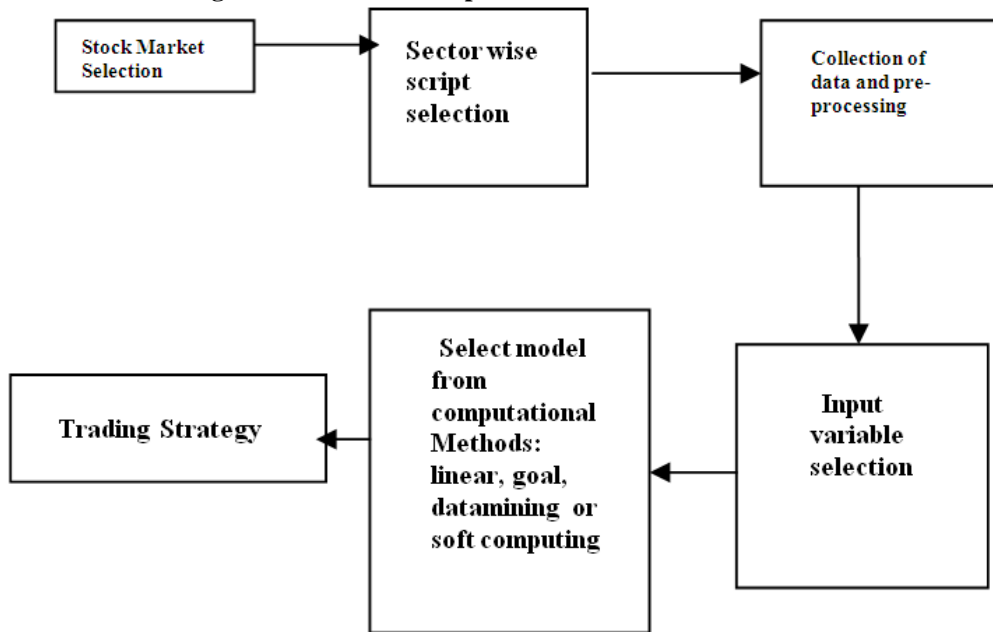 Stock Market
Selection
Sector wise
script
selection
Collection of
data and pre-
processing
Input
variable
selection
Select model
from
computational
Methods:
linear, goal,
datamining or
soft computing
Trading Strategy